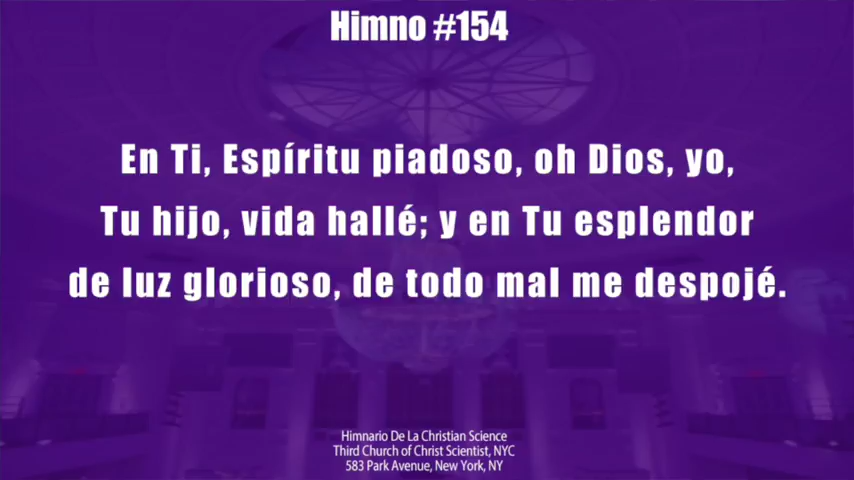 Himno #154
En Ti, Espíritu piadoso, oh Dios, yo,
Tu hijo, vida hallé; y en Tu esplendor
de luz glorioso, de todo mal me despojé.
Himnario De La Christian Science
Third Church of Christ Scientist, NYC
583 Park Avenue, New York, NY